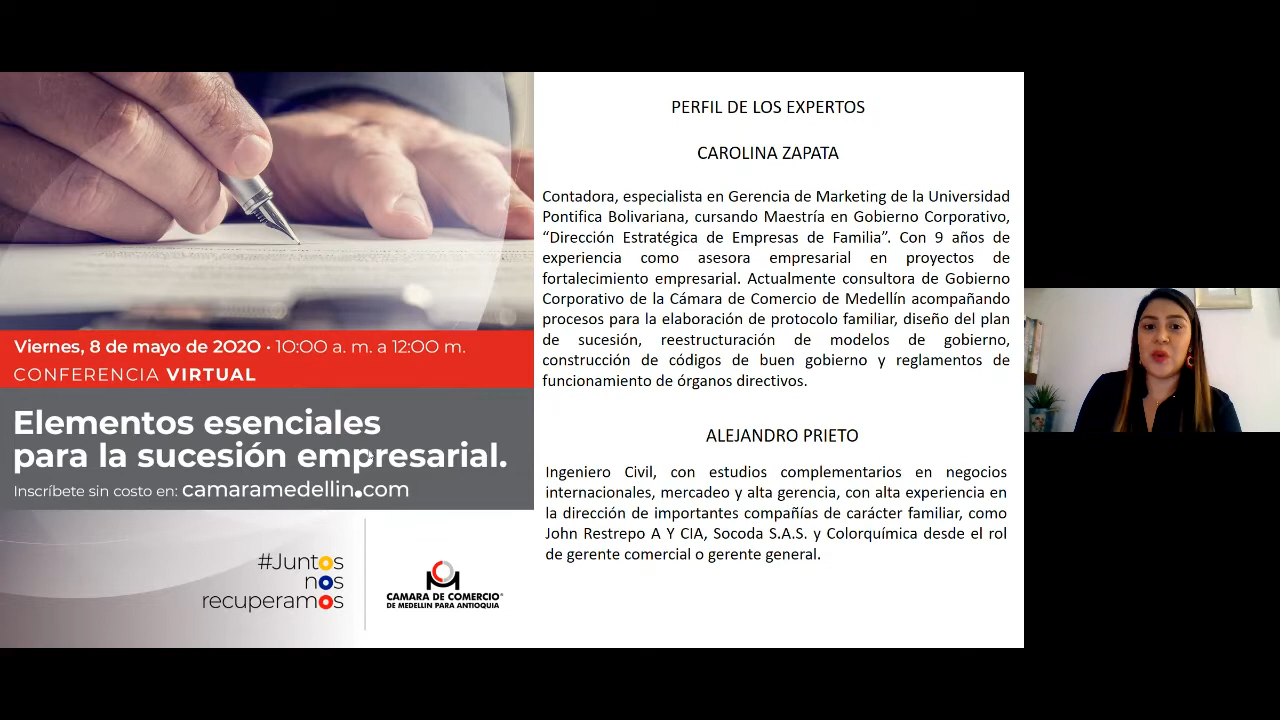 Viernes, 8 de mayo de 2020 • 10:00 a. m. a 12:00 m.
CONFERENCIA VIRTUAL
Elementos esenciales
para la sucesión empresarial.
Inscríbete sin costo en: camaramedellin.com
#Juntos
nos
recuperamos
CAMARA DE COMERCIO®
DE MEDELLIN PARA ANTIOQUIA
PERFIL DE LOS EXPERTOS
CAROLINA ZAPATA
Contadora, especialista en Gerencia de Marketing de la Universidad
Pontifica Bolivariana, cursando Maestría en Gobierno Corporativo,
“Dirección Estratégica de Empresas de Familia”. Con 9 años de
experiencia como asesora empresarial en proyectos de
fortalecimiento empresarial. Actualmente consultora de Gobierno
Corporativo de la Cámara de Comercio de Medellín acompañando
procesos para la elaboración de protocolo familiar, diseño del plan
de sucesión, reestructuración de modelos de gobierno,
construcción de códigos de buen gobierno y reglamentos de
funcionamiento de órganos directivos.
ALEJANDRO PRIETO
Ingeniero Civil, con estudios complementarios en negocios
internacionales, mercadeo y alta gerencia, con alta experiencia en
la dirección de importantes compañías de carácter familiar, como
John Restrepo A Y CIA, Socoda S.A.S. y Colorquímica desde el rol
de gerente comercial o gerente general.